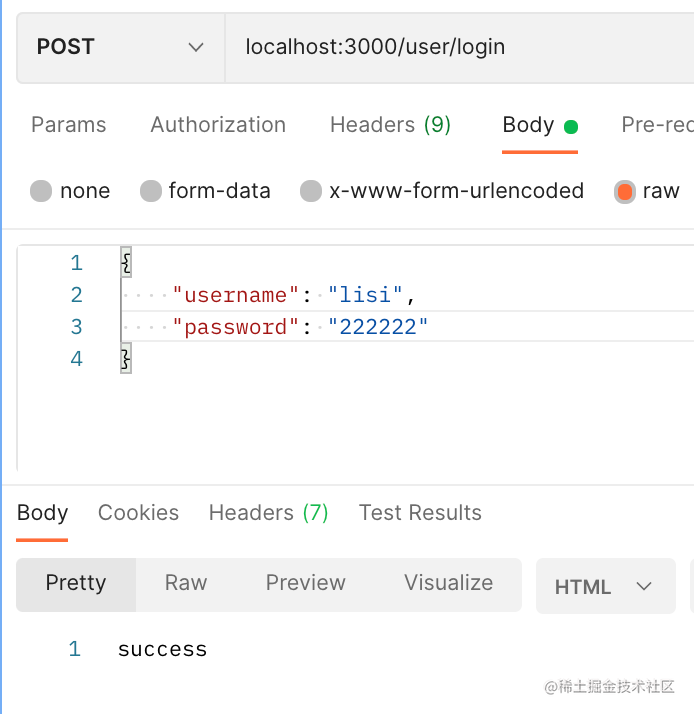 POST localhost:3000/user/login
Params Authorization Headers (9) Body Pre-req
none form-data x-www-form-urlencoded raw
1 {
2 "username": "lisi",
3 "password": "222222"
4 }
Body Cookies Headers (7) Test Results
Pretty Raw Preview Visualize HTML
1 success
@稀土掘金技术社区